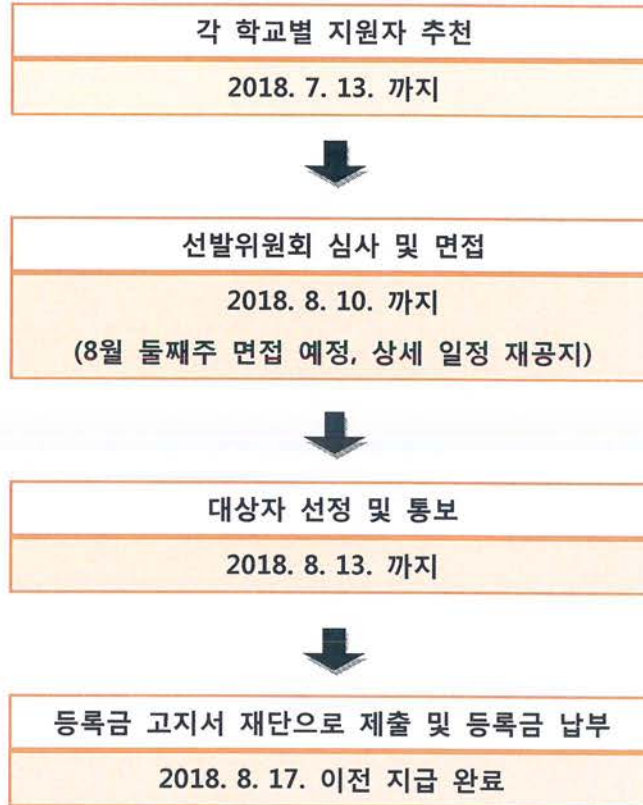 각 학교별 지원자 추천
2018. 7. 13. 까지
선발위원회 심사 및 면접
2018. 8. 10. 까지
(8월 둘째주 면접 예정, 상세 일정 재공지)
대상자 선정 및 통보
2018. 8. 13. 까지
등록금 고지서 재단으로 제출 및 등록금 납부
2018. 8. 17. 이전 지급 완료